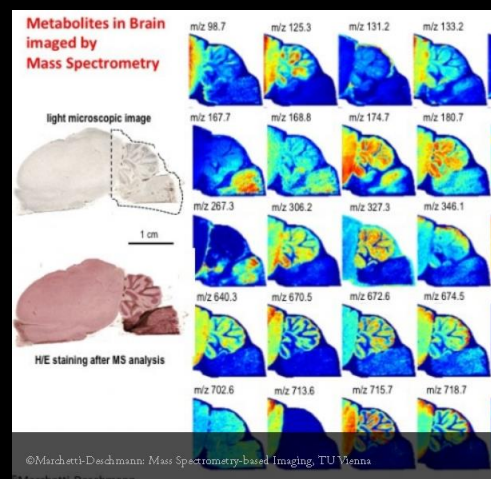 Metabolites in Brain
imaged by
Mass Spectrometry
light microscopic image
1 cm
H/E staining after MS analysis
m/z 98.7 m/z 125.3 m/z 131.2 m/z 133.2
m/z 167.7 m/z 168.8 m/z 174.7 m/z 180.7
m/z 267.3 m/z 306.2 m/z 327.3 m/z 346.1
m/z 640.3 m/z 670.5 m/z 672.6 m/z 674.5
m/z 702.6 m/z 713.6 m/z 715.7 m/z 718.7
©Marchetti-Deschmann: Mass Spectrometry-based Imaging, TU Vienna